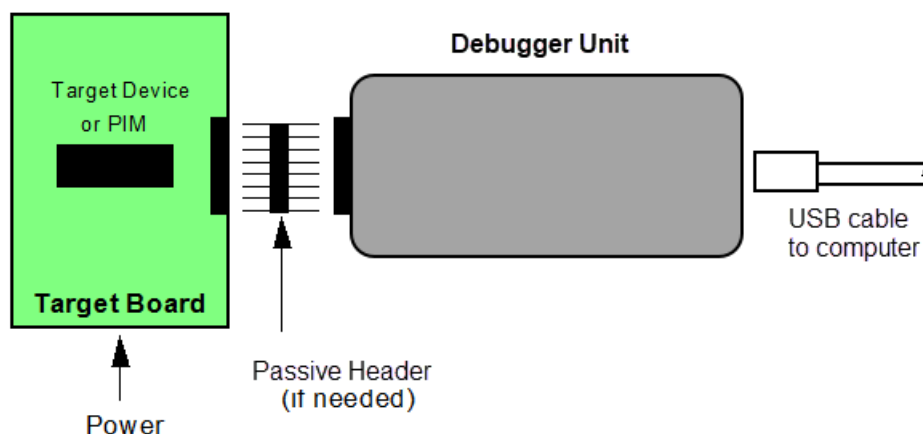 Debugger Unit
Target Device
or PIM
USB cable
to computer
Target Board
Passive Header
(if needed)
Power